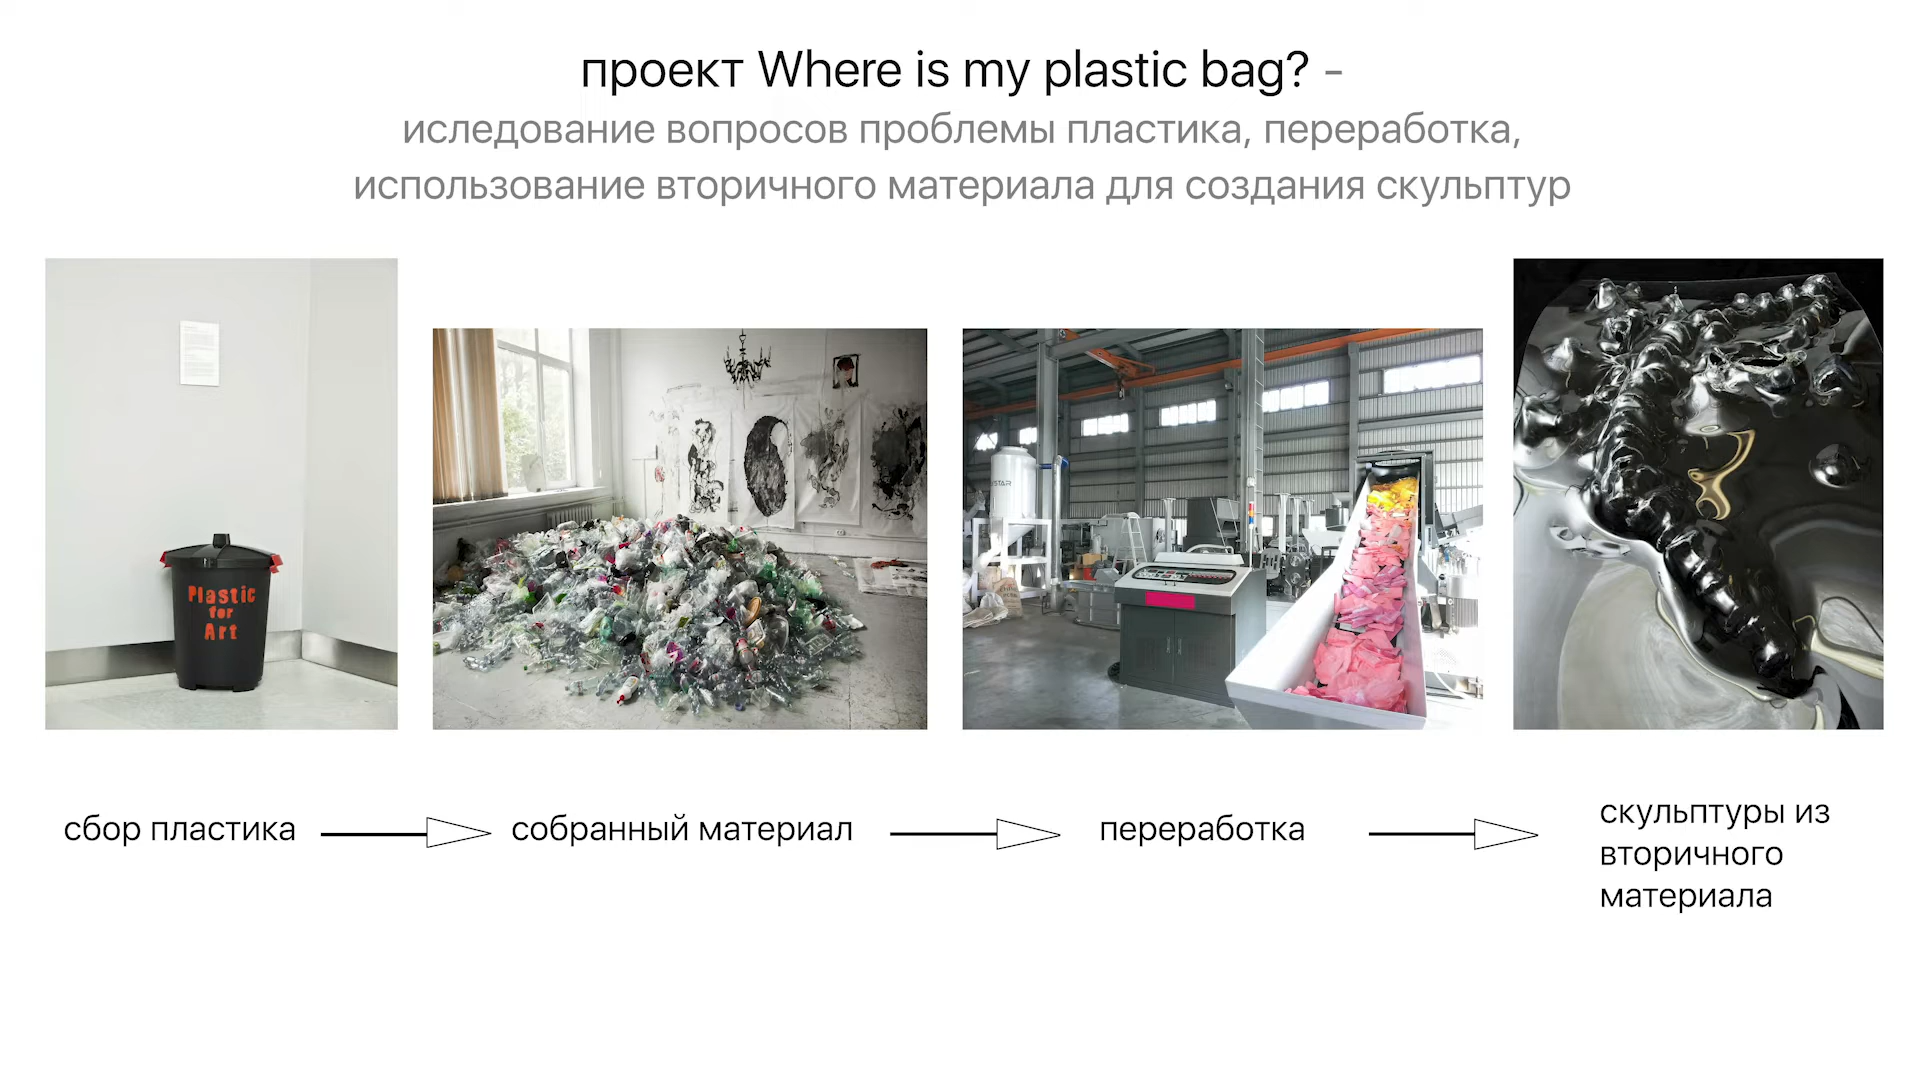 проект Where is my plastic bag? -
иследование вопросов проблемы пластика, переработка,
использование вторичного материала для создания скульптур
Plastic
for
Art
сбор пластика
собранный материал
переработка
скульптуры из
вторичного
материала